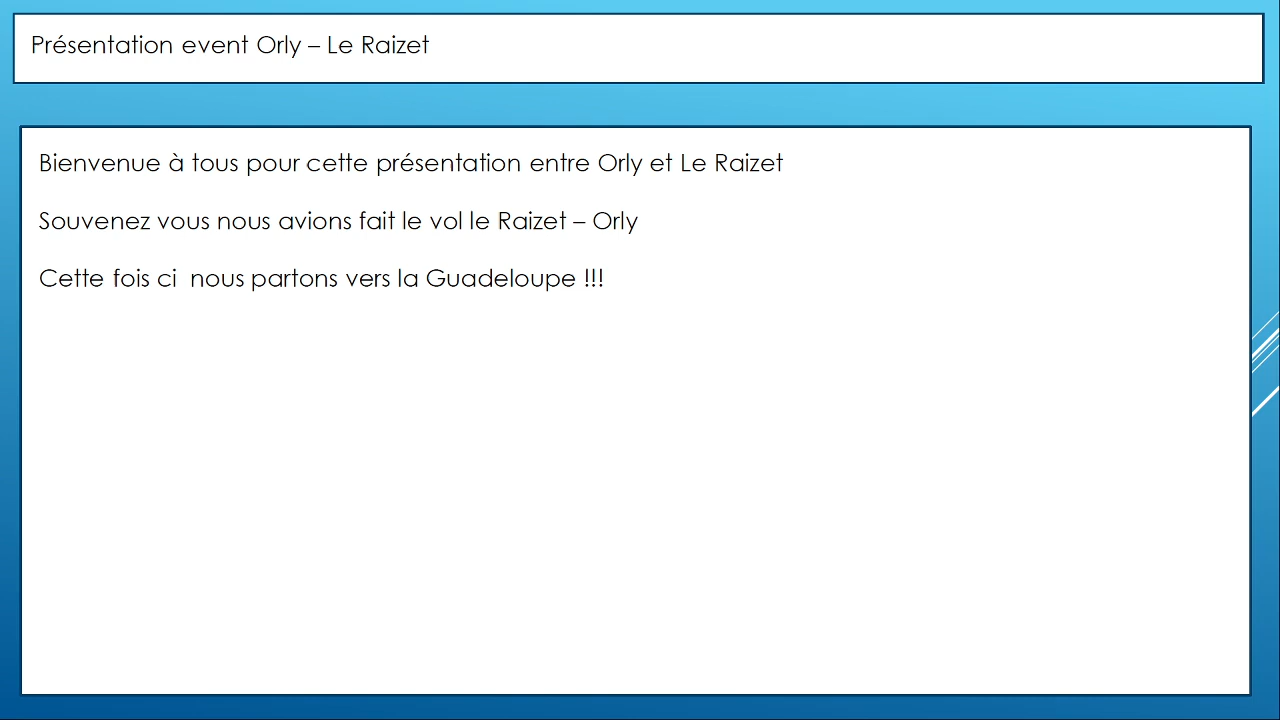 Présentation event Orly – Le Raizet
Bienvenue à tous pour cette présentation entre Orly et Le Raizet
Souvenez vous nous avions fait le vol le Raizet – Orly
Cette fois ci  nous partons vers la Guadeloupe !!!